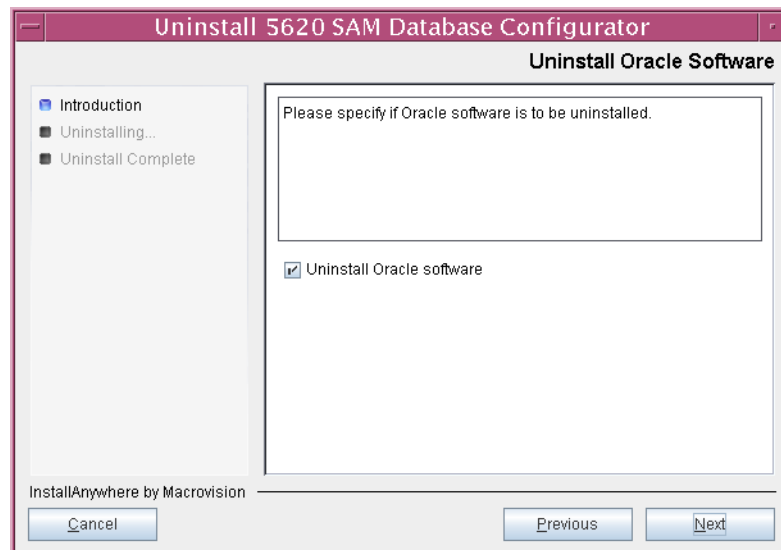 Uninstall 5620 SAM Database Configurator
Uninstall Oracle Software
Introduction
Uninstalling...
Uninstall Complete
Please specify if Oracle software is to be uninstalled.
Uninstall Oracle software
InstallAnywhere by Macrovision
Cancel
Previous
Next